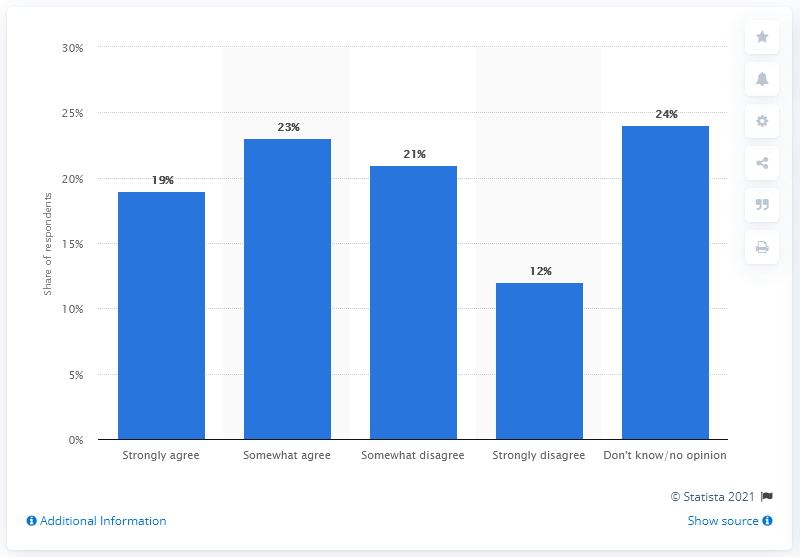 30%
25%
20%
15%
10%
5%
0%
Share of respondents
19%
23%
21%
12%
24%
Strongly agree
Somewhat agree
Somewhat disagree
Strongly disagree
Don't know/no opinion
© Statista 2021
Additional Information
Show source